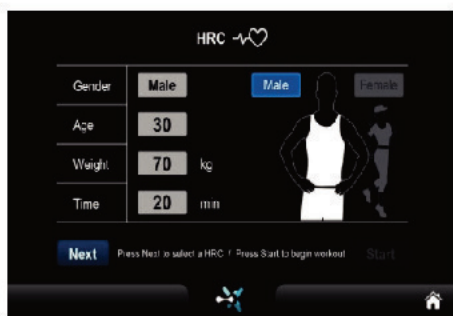 HRC
Gender Male Male Female
Age 30
Weight 70 kg
Time 20 min
Next Press Next to select a HRC / Press Start to begin workout Start